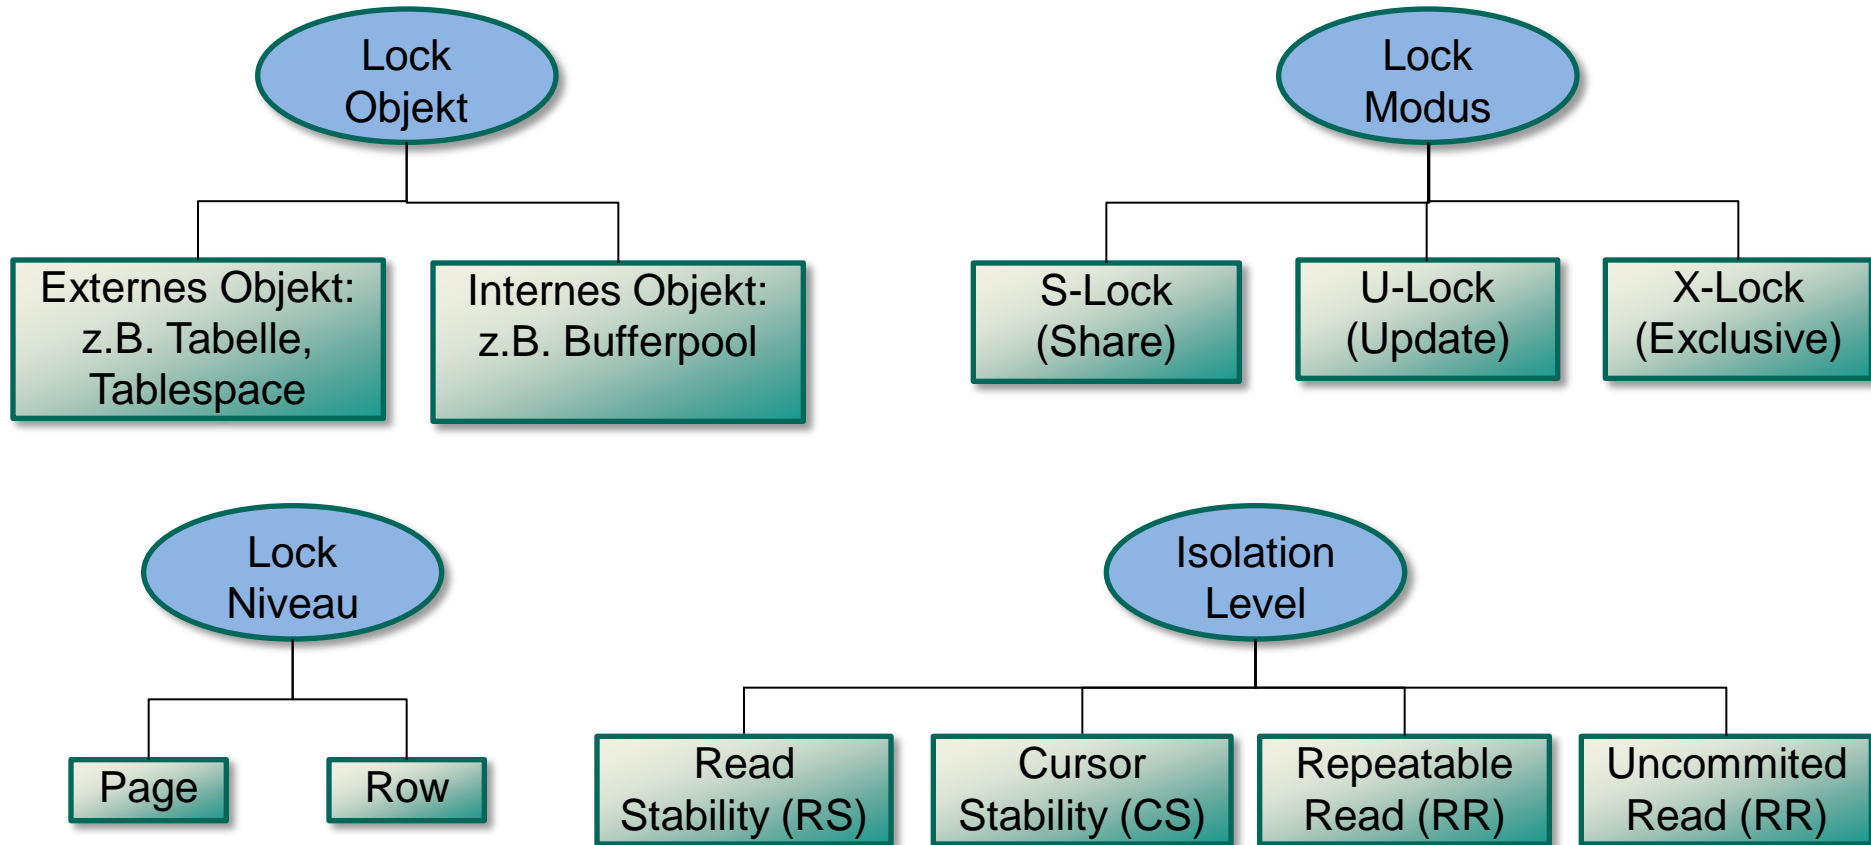 Lock
Objekt
Externes Objekt:
z.B. Tabelle,
Tablespace
Internes Objekt:
z.B. Bufferpool
Lock
Modus
S-Lock
(Share)
U-Lock
(Update)
X-Lock
(Exclusive)
Lock
Niveau
Page
Row
Isolation
Level
Read
Stability (RS)
Cursor
Stability (CS)
Repeatable
Read (RR)
Uncommited
Read (RR)